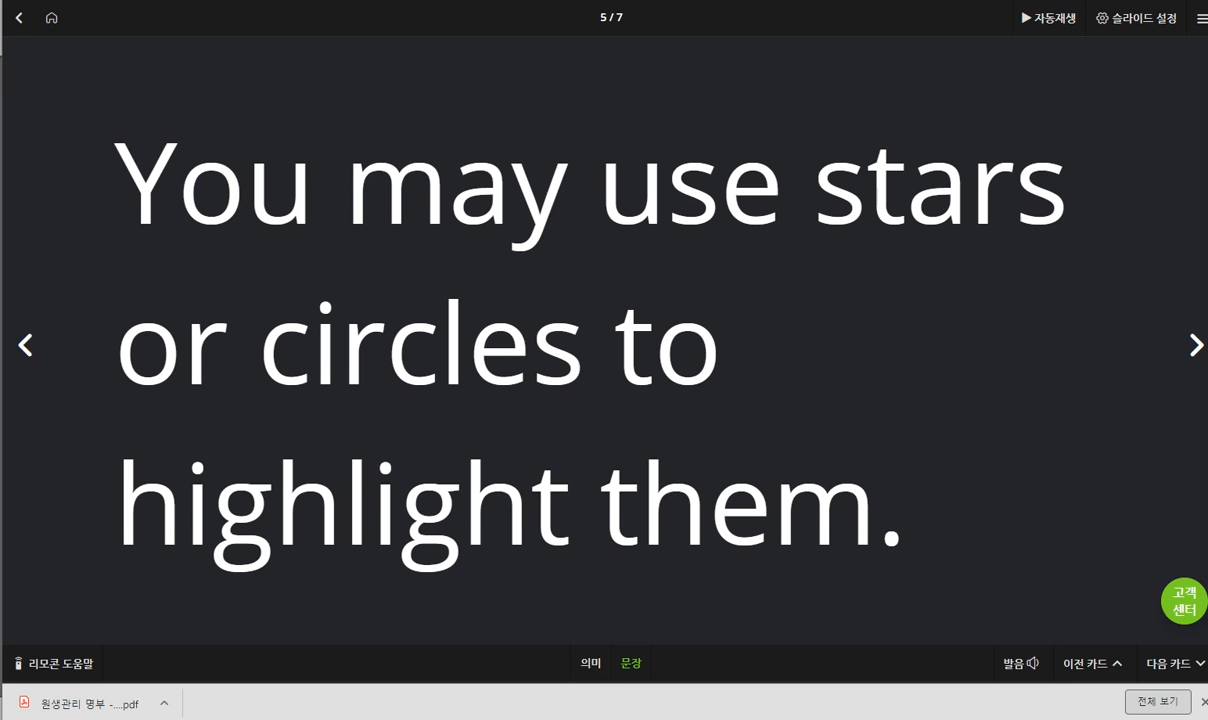 5 / 7
자동재생
슬라이드 설정
You may use stars
or circles to
highlight them.
고객
센터
리모콘 도움말
의미
문장
발음
이전 카드
다음 카드
원생관리 명부 -....pdf
전체 보기